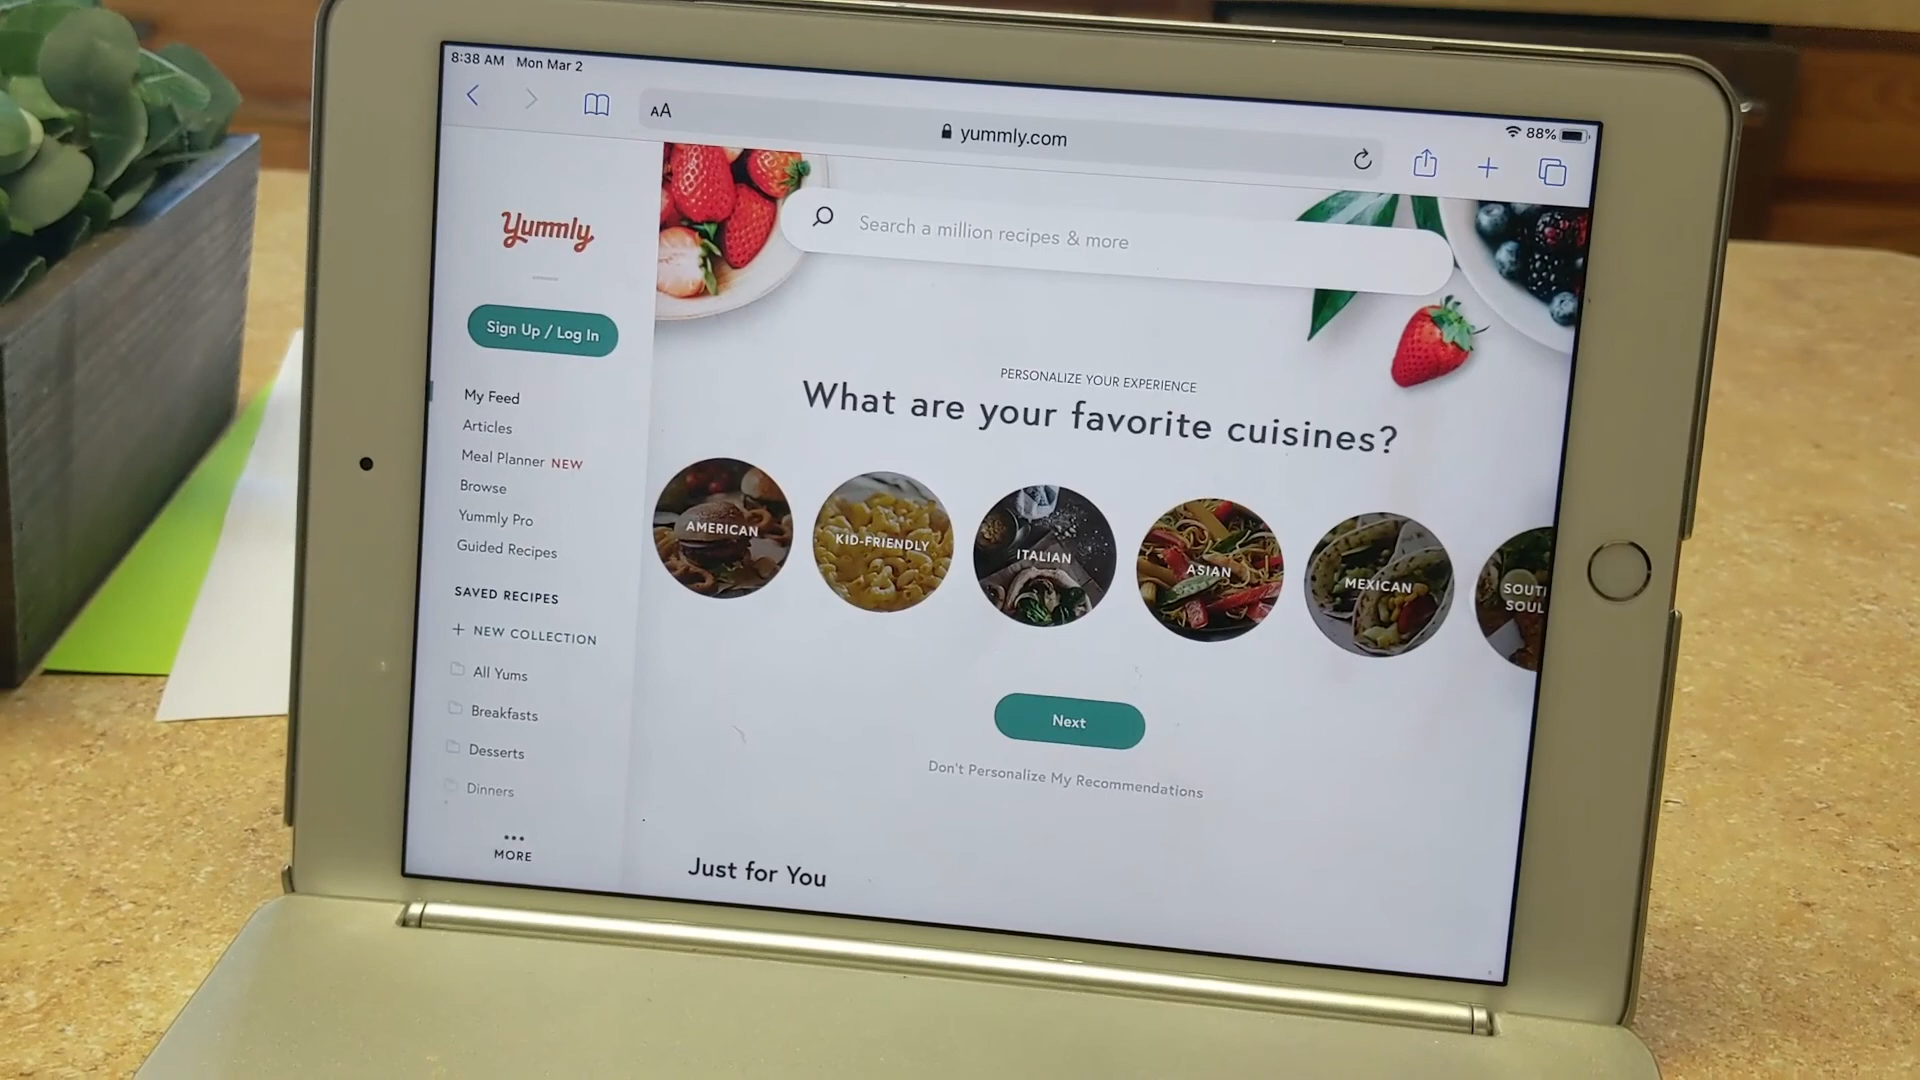 8:38 AM Mon Mar 2
88%
AA
yummly.com
Yummly
Search a million recipes & more
Sign Up / Log In
My Feed
Articles
Meal Planner NEW
Browse
Yummly Pro
Guided Recipes
SAVED RECIPES
+ NEW COLLECTION
All Yums
Breakfasts
Desserts
Dinners
MORE
PERSONALIZE YOUR EXPERIENCE
What are your favorite cuisines?
AMERICAN
KID-FRIENDLY
ITALIAN
ASIAN
MEXICAN
SOUT
SOUL
Next
Don't Personalize My Recommendations
Just for You